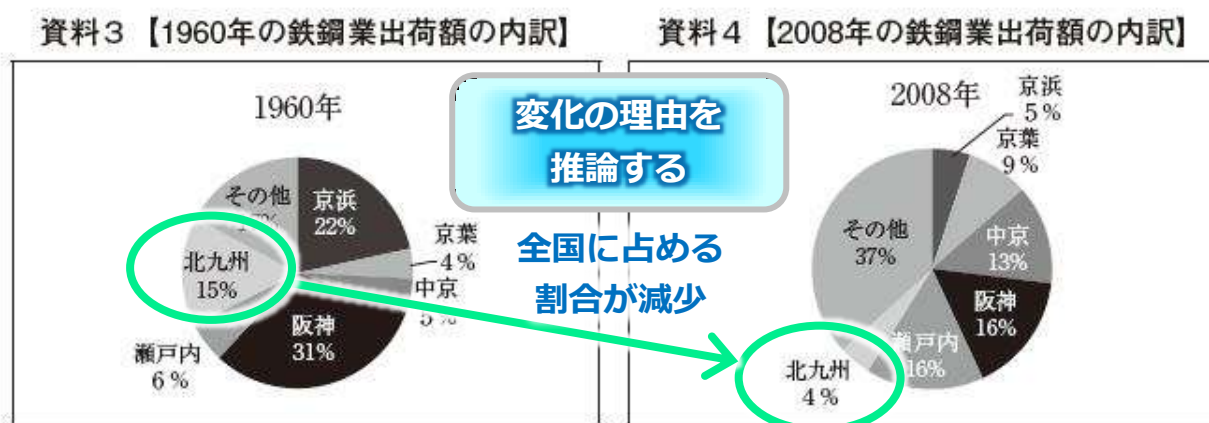 資料3【1960年の鉄鋼業出荷額の内訳】
1960年
その他
京浜
22%
京葉
4%
中京
5%
阪神
31%
瀬戸内
6%
北九州
15%
変化の理由を
推論する
全国に占める
割合が減少
資料4【2008年の鉄鋼業出荷額の内訳】
2008年
京浜
5%
京葉
9%
中京
13%
阪神
16%
瀬戸内
16%
北九州
4%
その他
37%